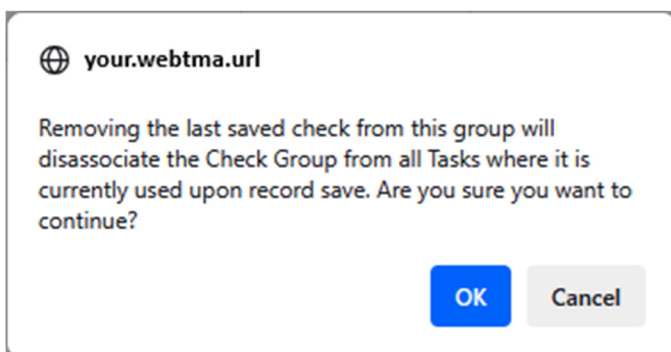 your.webtma.url
Removing the last saved check from this group will
disassociate the Check Group from all Tasks where it is
currently used upon record save. Are you sure you want to
continue?
OK
Cancel